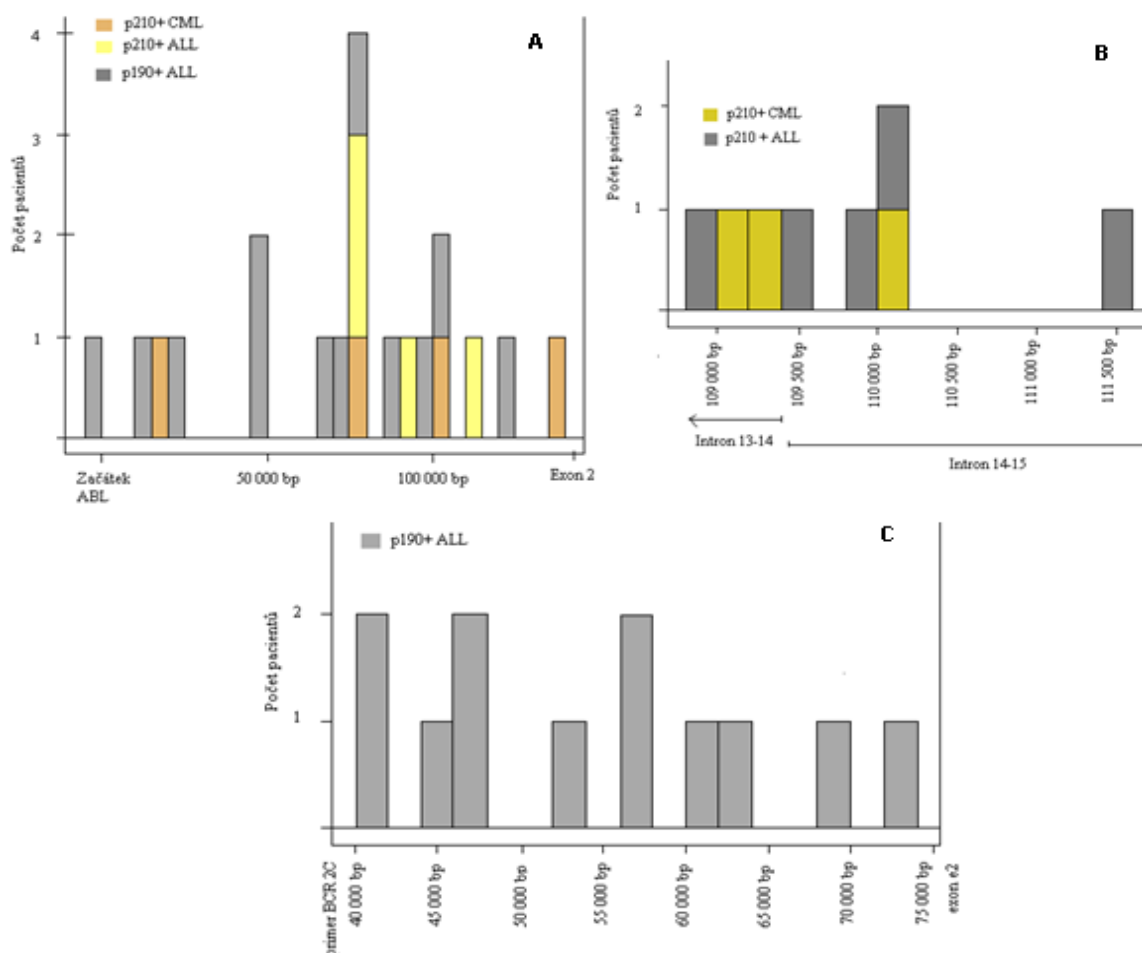 A
p210+ CML
p210+ ALL
p190+ ALL
Počet pacientů
4
3
2
1
Začátek
ABL
50 000 bp
100 000 bp
Exon 2
B
p210+ CML
p210 + ALL
Počet pacientů
2
1
109 000 bp
109 500 bp
110 000 bp
110 500 bp
111 000 bp
111 500 bp
Intron 13-14
Intron 14-15
C
p190+ ALL
Počet pacientů
2
1
primer BCR 2C
40 000 bp
45 000 bp
50 000 bp
55 000 bp
60 000 bp
65 000 bp
70 000 bp
75 000 bp
exon e2